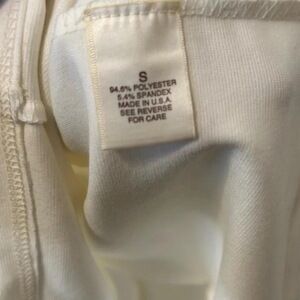 S
94.6% POLYESTER
5.4% SPANDEX
MADE IN U.S.A.
SEE REVERSE
FOR CARE